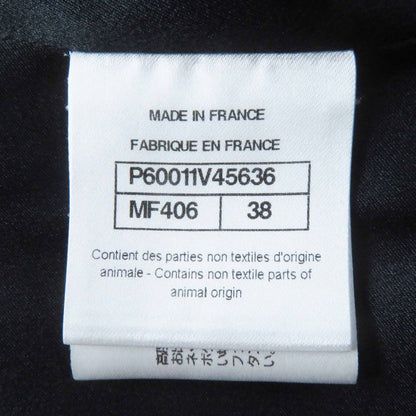 MADE IN FRANCE
FABRIQUE EN FRANCE
P60011V45636
MF406 38
Contient des parties non textiles d'origine
animale - Contains non textile parts of
animal origin